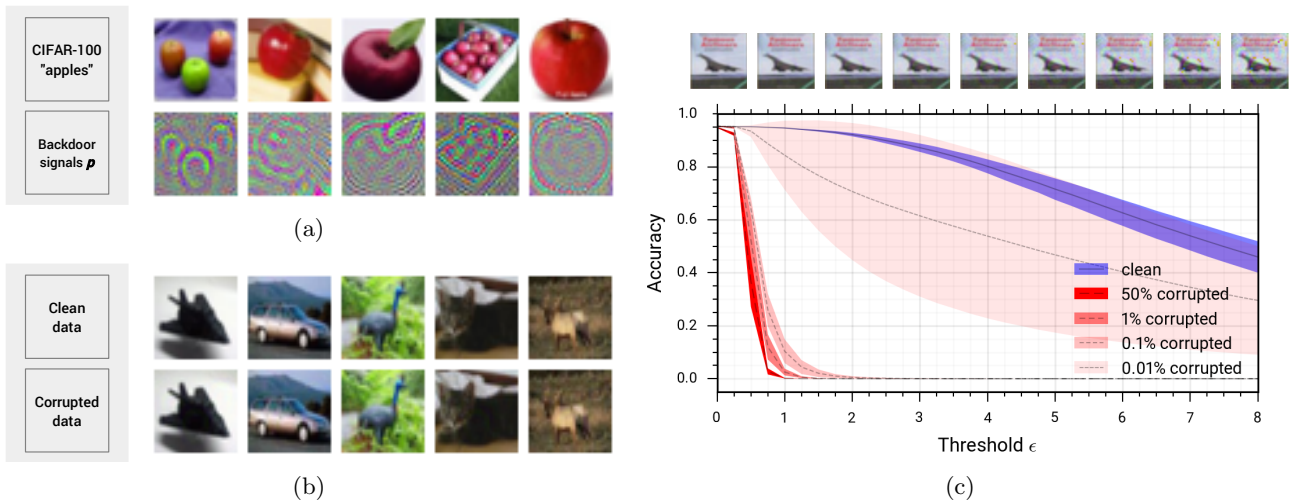 CIFAR-100
"apples"
Backdoor
signals p
(a)
Clean
data
Corrupted
data
(b)
1.0
0.8
0.6
0.4
0.2
0.0
Accuracy
clean
50% corrupted
1% corrupted
0.1% corrupted
0.01% corrupted
0 1 2 3 4 5 6 7 8
Threshold ϵ
(c)